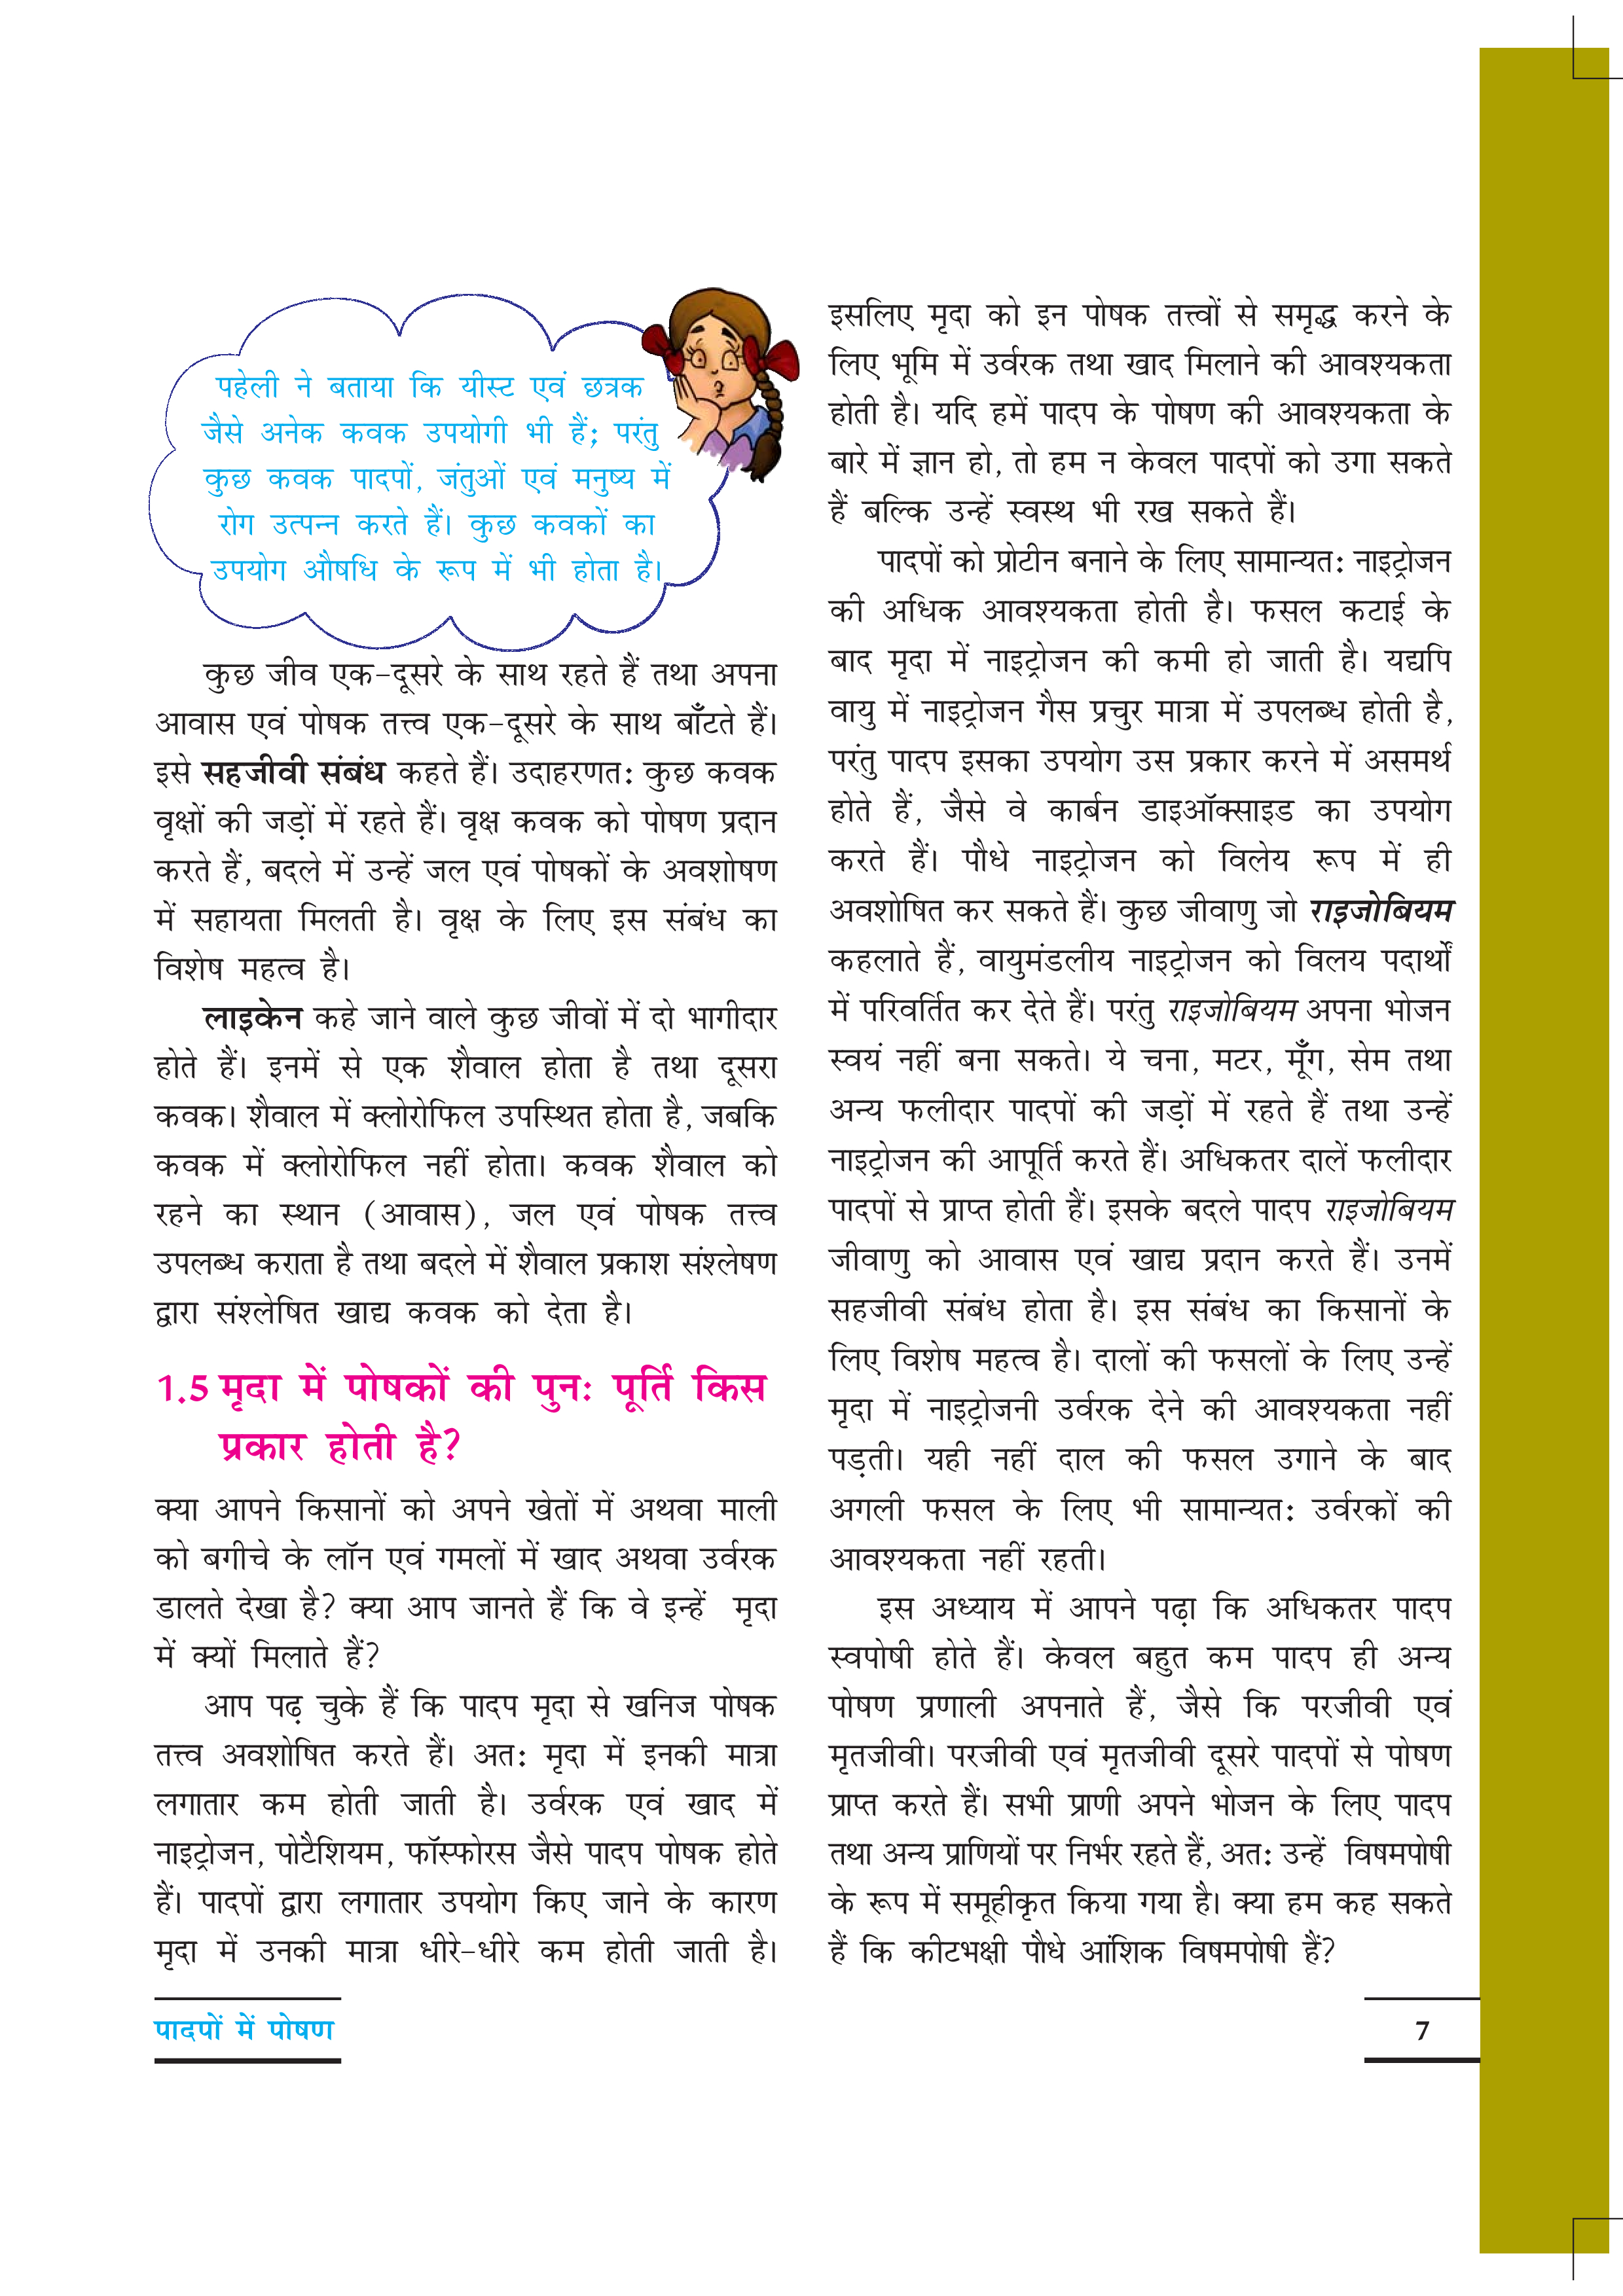 पहेली ने बताया कि यीस्ट एवं छत्रक
जैसे अनेक कवक उपयोगी भी हैं; परंतु
कुछ कवक पादपों, जंतुओं एवं मनुष्य में
रोग उत्पन्न करते हैं। कुछ कवकों का
उपयोग औषधि के रूप में भी होता है।
कुछ जीव एक-दूसरे के साथ रहते हैं तथा अपना
आवास एवं पोषक तत्त्व एक-दूसरे के साथ बाँटते हैं।
इसे सहजीवी संबंध कहते हैं। उदाहरणतः कुछ कवक
वृक्षों की जड़ों में रहते हैं। वृक्ष कवक को पोषण प्रदान
करते हैं, बदले में उन्हें जल एवं पोषकों के अवशोषण
में सहायता मिलती है। वृक्ष के लिए इस संबंध का
विशेष महत्व है।
लाइकेन कहे जाने वाले कुछ जीवों में दो भागीदार
होते हैं। इनमें से एक शैवाल होता है तथा दूसरा
कवक। शैवाल में क्लोरोफिल उपस्थित होता है, जबकि
कवक में क्लोरोफिल नहीं होता। कवक शैवाल को
रहने का स्थान (आवास), जल एवं पोषक तत्त्व
उपलब्ध कराता है तथा बदले में शैवाल प्रकाश संश्लेषण
द्वारा संश्लेषित खाद्य कवक को देता है।
1.5 मृदा में पोषकों की पुनः पूर्ति किस
प्रकार होती है?
क्या आपने किसानों को अपने खेतों में अथवा माली
को बगीचे के लॉन एवं गमलों में खाद अथवा उर्वरक
डालते देखा है? क्या आप जानते हैं कि वे इन्हें मृदा
में क्यों मिलाते हैं?
आप पढ़ चुके हैं कि पादप मृदा से खनिज पोषक
तत्त्व अवशोषित करते हैं। अतः मृदा में इनकी मात्रा
लगातार कम होती जाती है। उर्वरक एवं खाद में
नाइट्रोजन, पोटैशियम, फॉस्फोरस जैसे पादप पोषक होते
हैं। पादपों द्वारा लगातार उपयोग किए जाने के कारण
मृदा में उनकी मात्रा धीरे-धीरे कम होती जाती है।
इसलिए मृदा को इन पोषक तत्त्वों से समृद्ध करने के
लिए भूमि में उर्वरक तथा खाद मिलाने की आवश्यकता
होती है। यदि हमें पादप के पोषण की आवश्यकता के
बारे में ज्ञान हो, तो हम न केवल पादपों को उगा सकते
हैं बल्कि उन्हें स्वस्थ भी रख सकते हैं।
पादपों को प्रोटीन बनाने के लिए सामान्यतः नाइट्रोजन
की अधिक आवश्यकता होती है। फसल कटाई के
बाद मृदा में नाइट्रोजन की कमी हो जाती है। यद्यपि
वायु में नाइट्रोजन गैस प्रचुर मात्रा में उपलब्ध होती है,
परंतु पादप इसका उपयोग उस प्रकार करने में असमर्थ
होते हैं, जैसे वे कार्बन डाइऑक्साइड का उपयोग
करते हैं। पौधे नाइट्रोजन को विलेय रूप में ही
अवशोषित कर सकते हैं। कुछ जीवाणु जो राइजोबियम
कहलाते हैं, वायुमंडलीय नाइट्रोजन को विलय पदार्थों
में परिवर्तित कर देते हैं। परंतु राइजोबियम अपना भोजन
स्वयं नहीं बना सकते। ये चना, मटर, मूँग, सेम तथा
अन्य फलीदार पादपों की जड़ों में रहते हैं तथा उन्हें
नाइट्रोजन की आपूर्ति करते हैं। अधिकतर दालें फलीदार
पादपों से प्राप्त होती हैं। इसके बदले पादप राइजोबियम
जीवाणु को आवास एवं खाद्य प्रदान करते हैं। उनमें
सहजीवी संबंध होता है। इस संबंध का किसानों के
लिए विशेष महत्व है। दालों की फसलों के लिए उन्हें
मृदा में नाइट्रोजनी उर्वरक देने की आवश्यकता नहीं
पड़ती। यही नहीं दाल की फसल उगाने के बाद
अगली फसल के लिए भी सामान्यतः उर्वरकों की
आवश्यकता नहीं रहती।
इस अध्याय में आपने पढ़ा कि अधिकतर पादप
स्वपोषी होते हैं। केवल बहुत कम पादप ही अन्य
पोषण प्रणाली अपनाते हैं, जैसे कि परजीवी एवं
मृतजीवी। परजीवी एवं मृतजीवी दूसरे पादपों से पोषण
प्राप्त करते हैं। सभी प्राणी अपने भोजन के लिए पादप
तथा अन्य प्राणियों पर निर्भर रहते हैं, अतः उन्हें विषमपोषी
के रूप में समूहीकृत किया गया है। क्या हम कह सकते
हैं कि कीटभक्षी पौधे आंशिक विषमपोषी हैं?
पादपों में पोषण
7